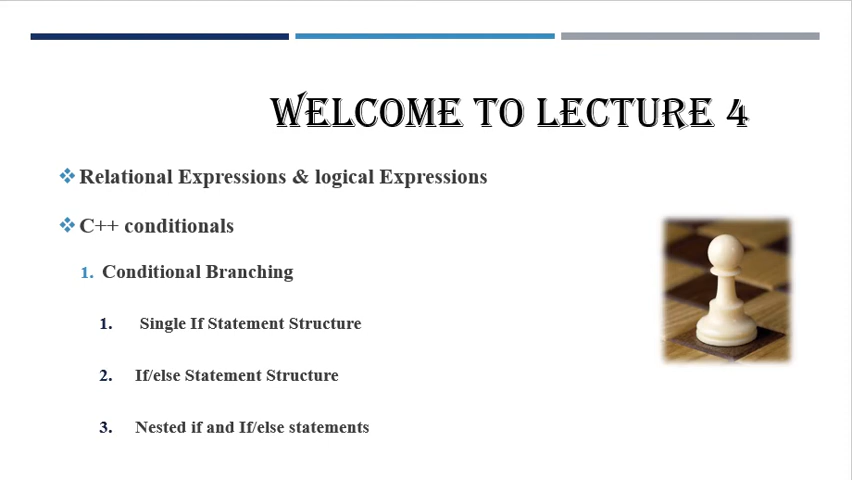 WELCOME TO LECTURE 4
❖ Relational Expressions & logical Expressions
❖ C++ conditionals
1. Conditional Branching
1. Single If Statement Structure
2. If/else Statement Structure
3. Nested if and If/else statements